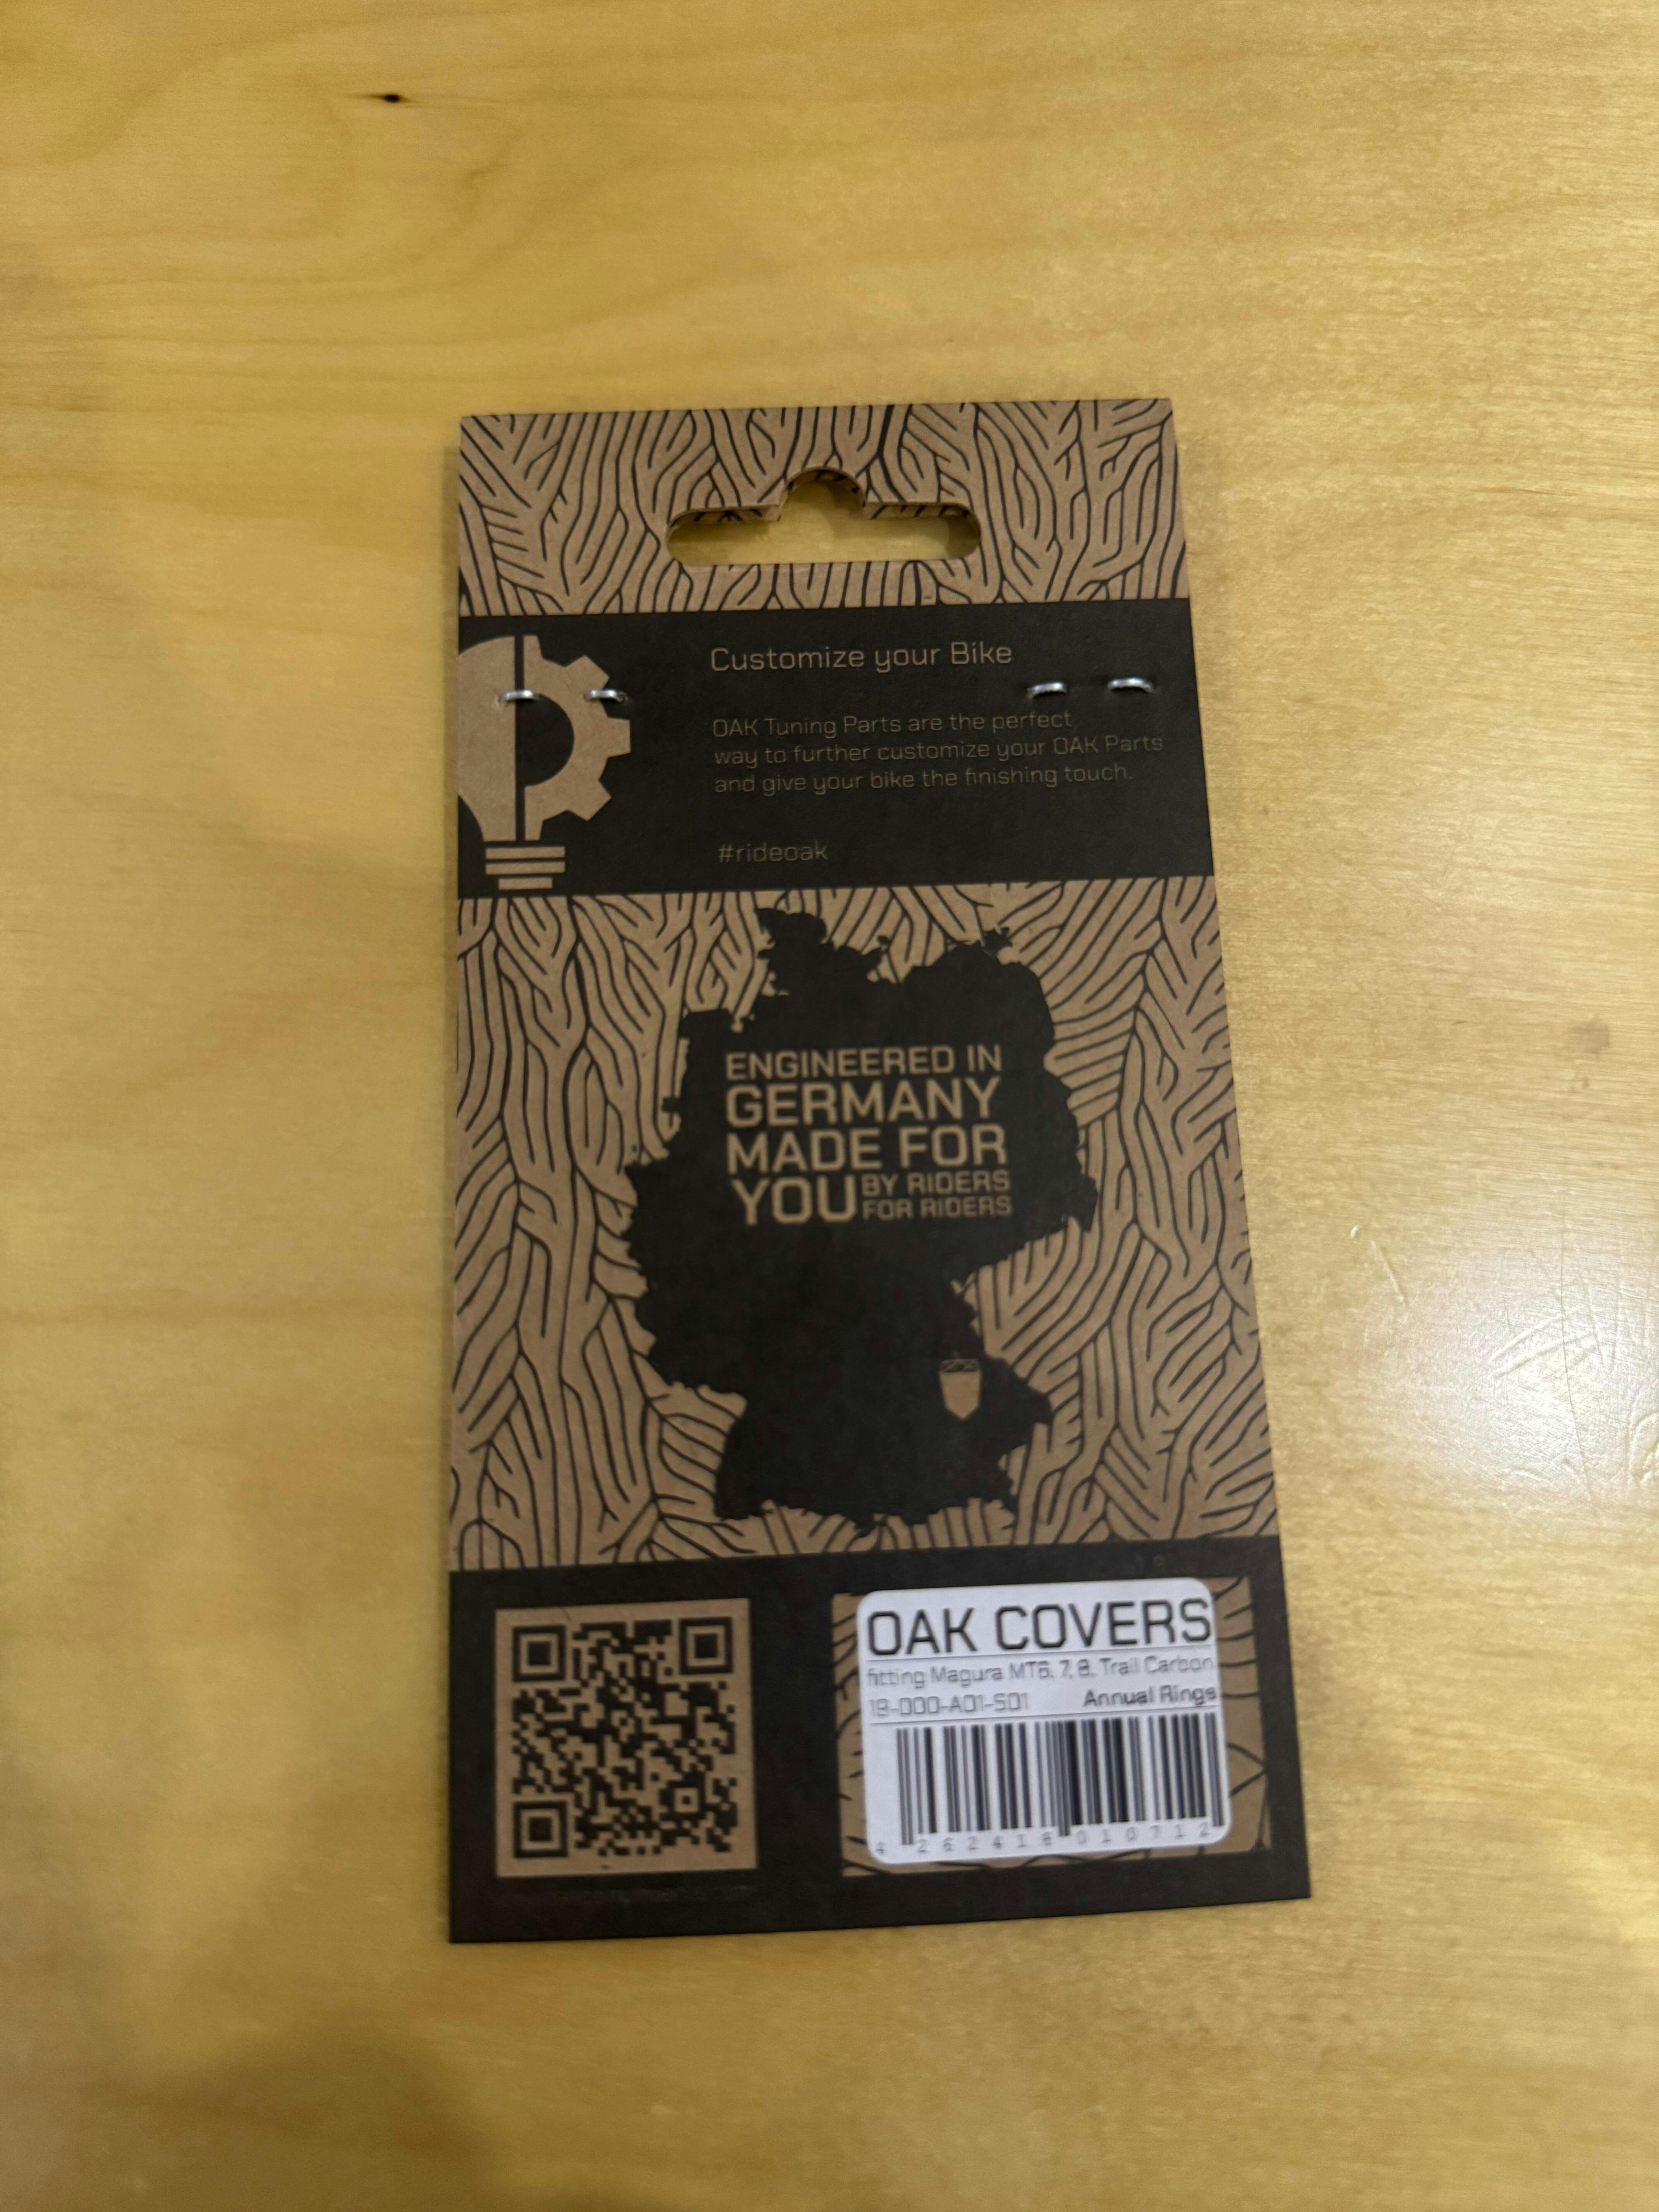 Customize your Bike
OAK Tuning Parts are the perfect
way to further customize your OAK Parts
and give your bike the finishing touch.
#rideoak
ENGINEERED IN
GERMANY
MADE FOR
YOU BY RIDERS
FOR RIDERS
OAK COVERS
fitting Magura MT6, 7, 8, Trail Carbon
19-000-A01-S01 Annual Rings
4 262418 010712